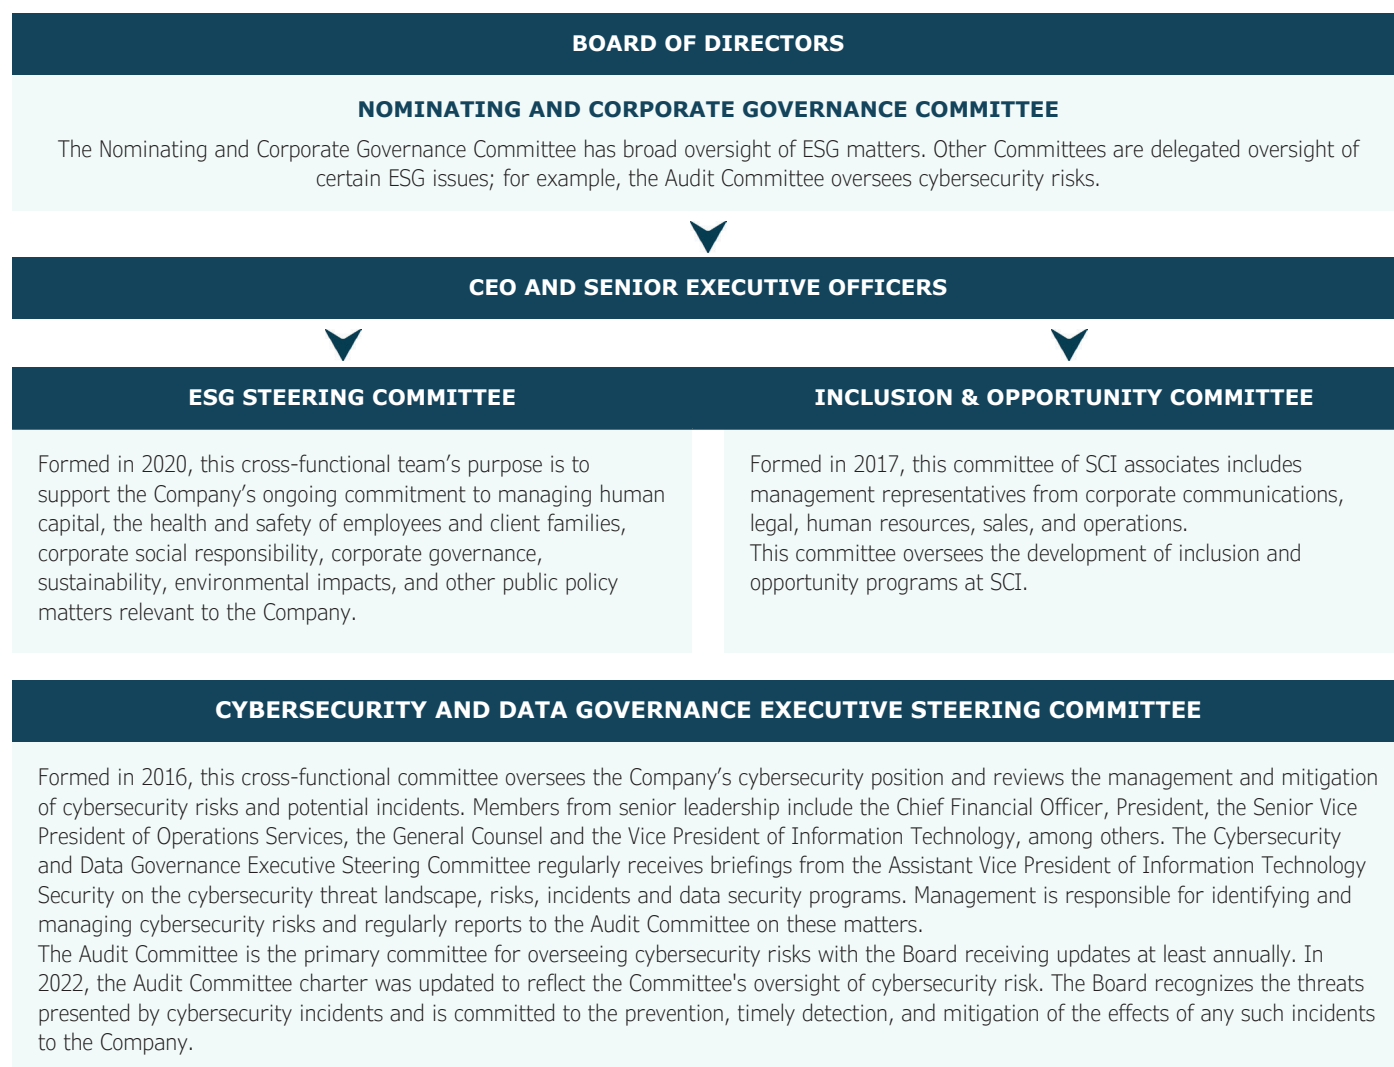 BOARD OF DIRECTORS
NOMINATING AND CORPORATE GOVERNANCE COMMITTEE
The Nominating and Corporate Governance Committee has broad oversight of ESG matters. Other Committees are delegated oversight of
certain ESG issues; for example, the Audit Committee oversees cybersecurity risks.
CEO AND SENIOR EXECUTIVE OFFICERS
ESG STEERING COMMITTEE
Formed in 2020, this cross-functional team’s purpose is to
support the Company’s ongoing commitment to managing human
capital, the health and safety of employees and client families,
corporate social responsibility, corporate governance,
sustainability, environmental impacts, and other public policy
matters relevant to the Company.
INCLUSION & OPPORTUNITY COMMITTEE
Formed in 2017, this committee of SCI associates includes
management representatives from corporate communications,
legal, human resources, sales, and operations.
This committee oversees the development of inclusion and
opportunity programs at SCI.
CYBERSECURITY AND DATA GOVERNANCE EXECUTIVE STEERING COMMITTEE
Formed in 2016, this cross-functional committee oversees the Company’s cybersecurity position and reviews the management and mitigation
of cybersecurity risks and potential incidents. Members from senior leadership include the Chief Financial Officer, President, the Senior Vice
President of Operations Services, the General Counsel and the Vice President of Information Technology, among others. The Cybersecurity
and Data Governance Executive Steering Committee regularly receives briefings from the Assistant Vice President of Information Technology
Security on the cybersecurity threat landscape, risks, incidents and data security programs. Management is responsible for identifying and
managing cybersecurity risks and regularly reports to the Audit Committee on these matters.
The Audit Committee is the primary committee for overseeing cybersecurity risks with the Board receiving updates at least annually. In
2022, the Audit Committee charter was updated to reflect the Committee's oversight of cybersecurity risk. The Board recognizes the threats
presented by cybersecurity incidents and is committed to the prevention, timely detection, and mitigation of the effects of any such incidents
to the Company.